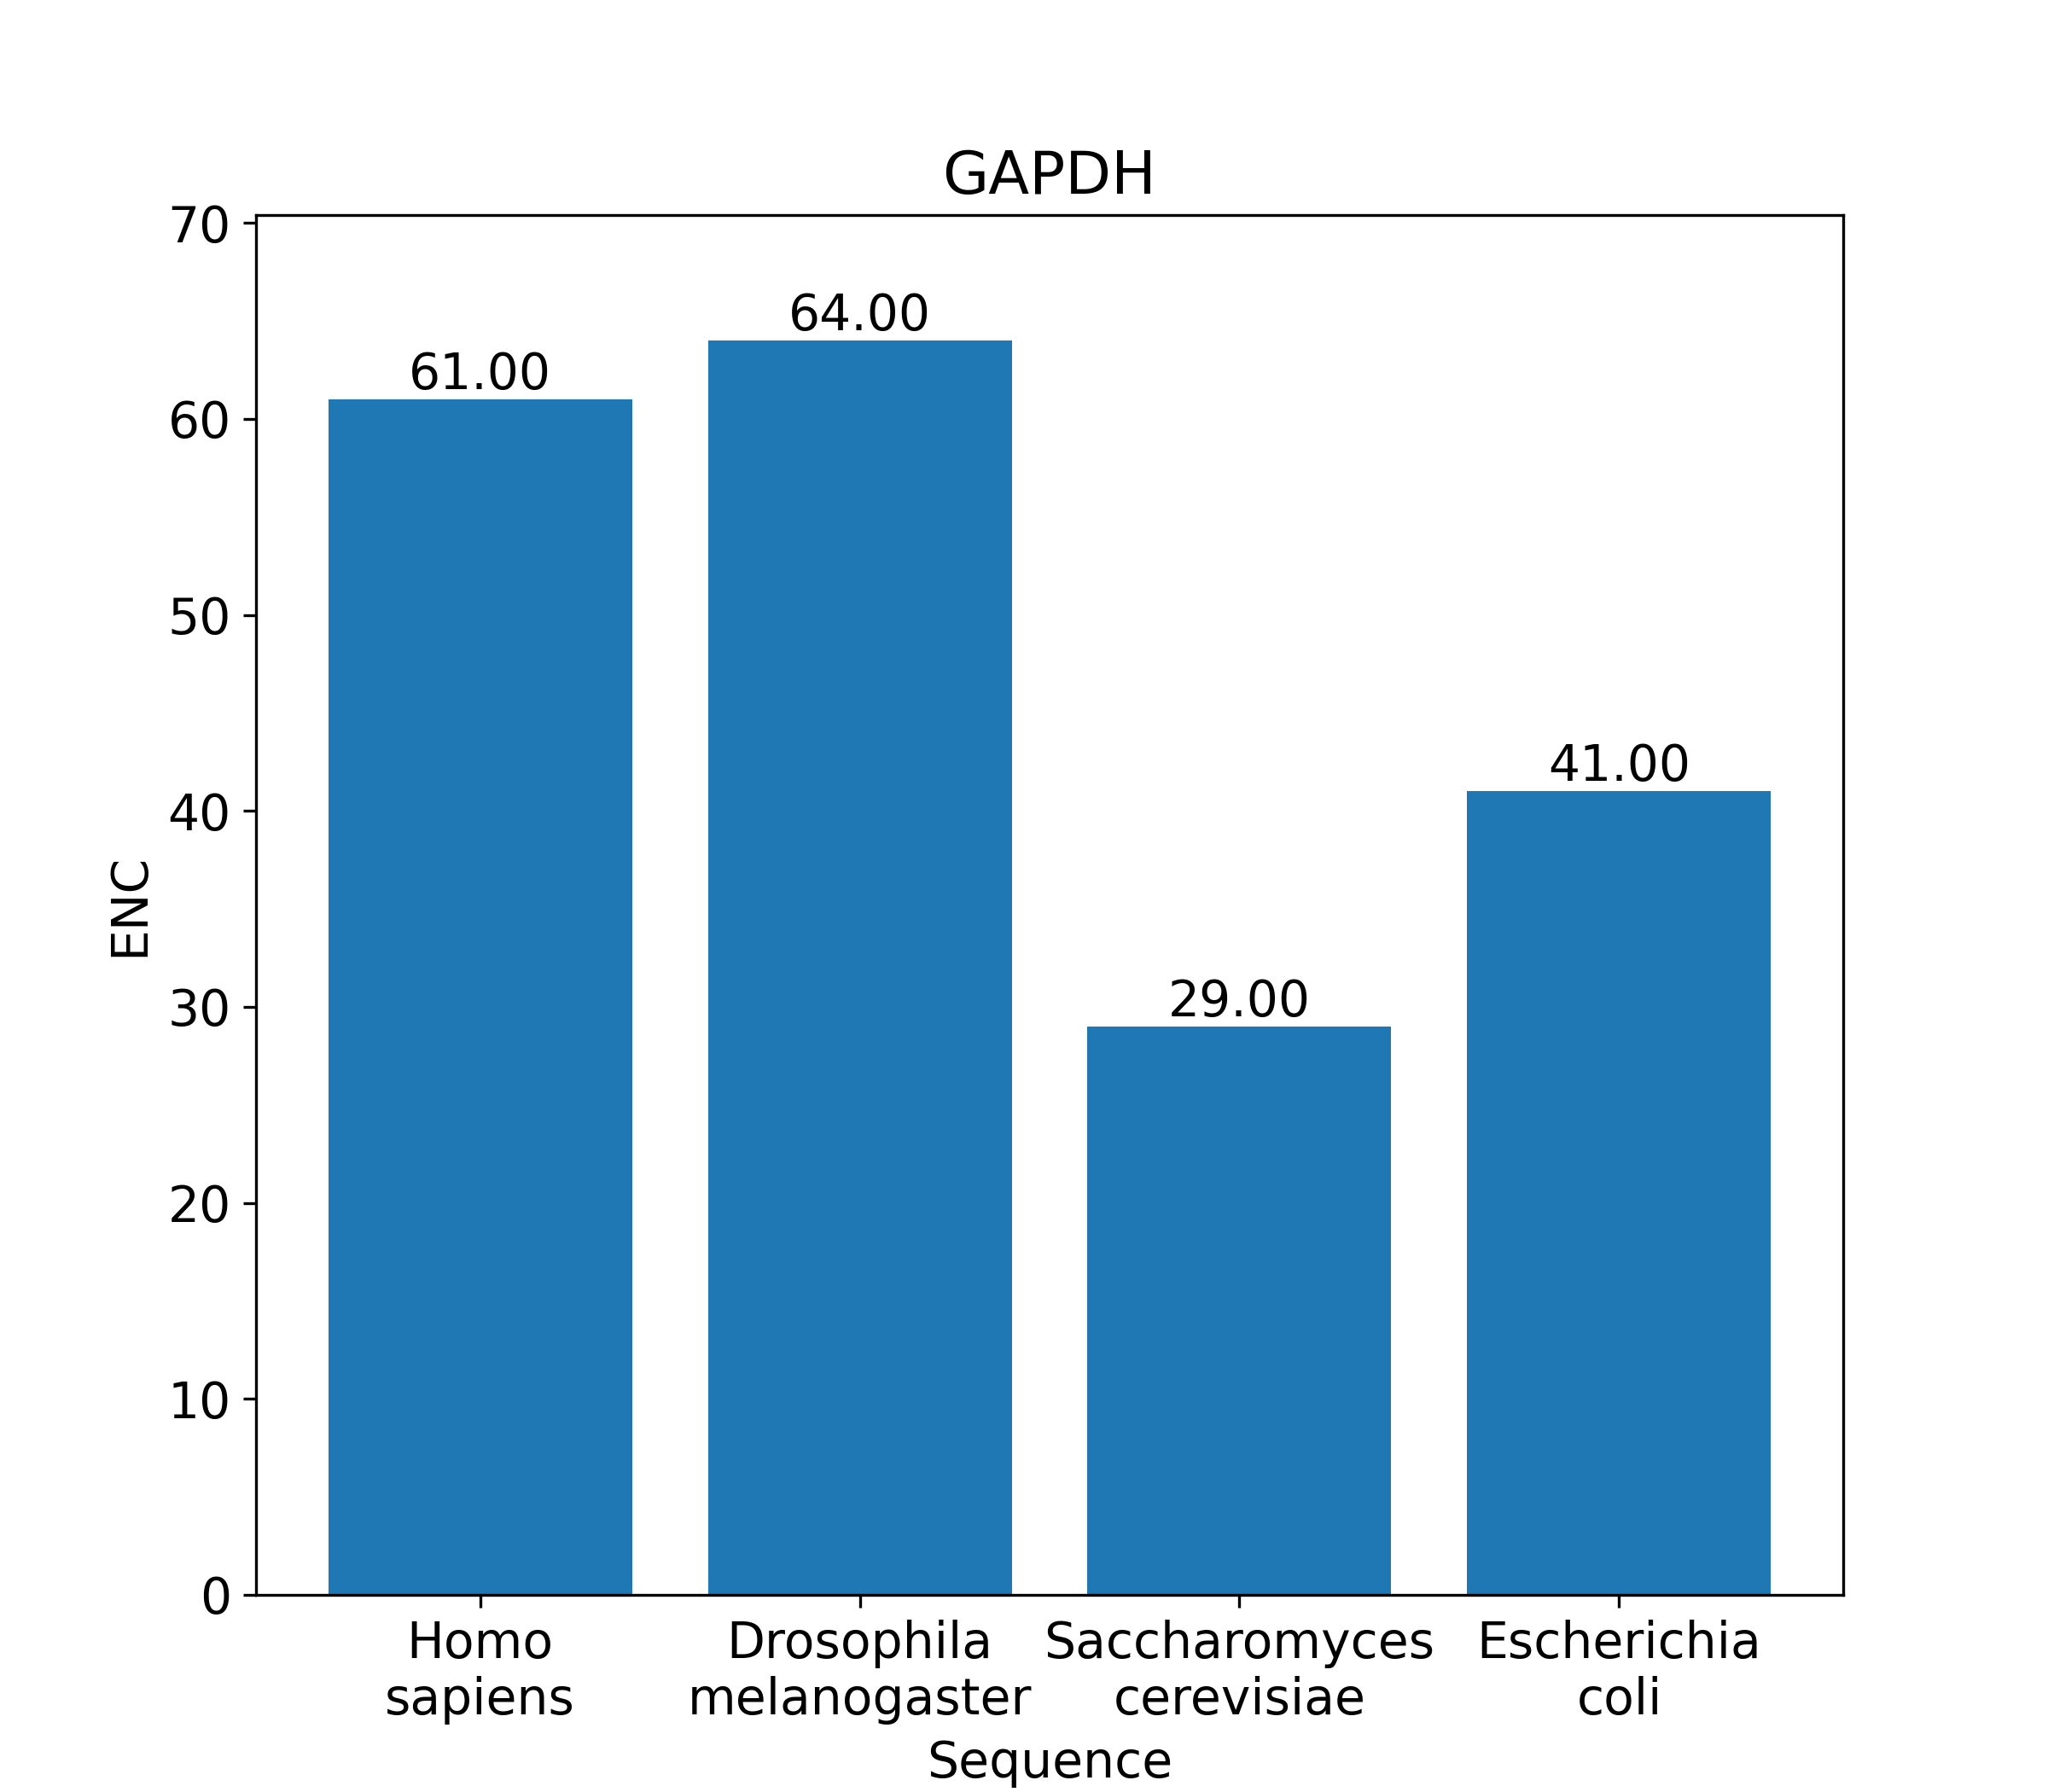 GAPDH
70
60
50
40
30
20
10
0
ENC
61.00
64.00
29.00
41.00
Homo
sapiens
Drosophila
melanogaster
Saccharomyces
cerevisiae
Escherichia
coli
Sequence